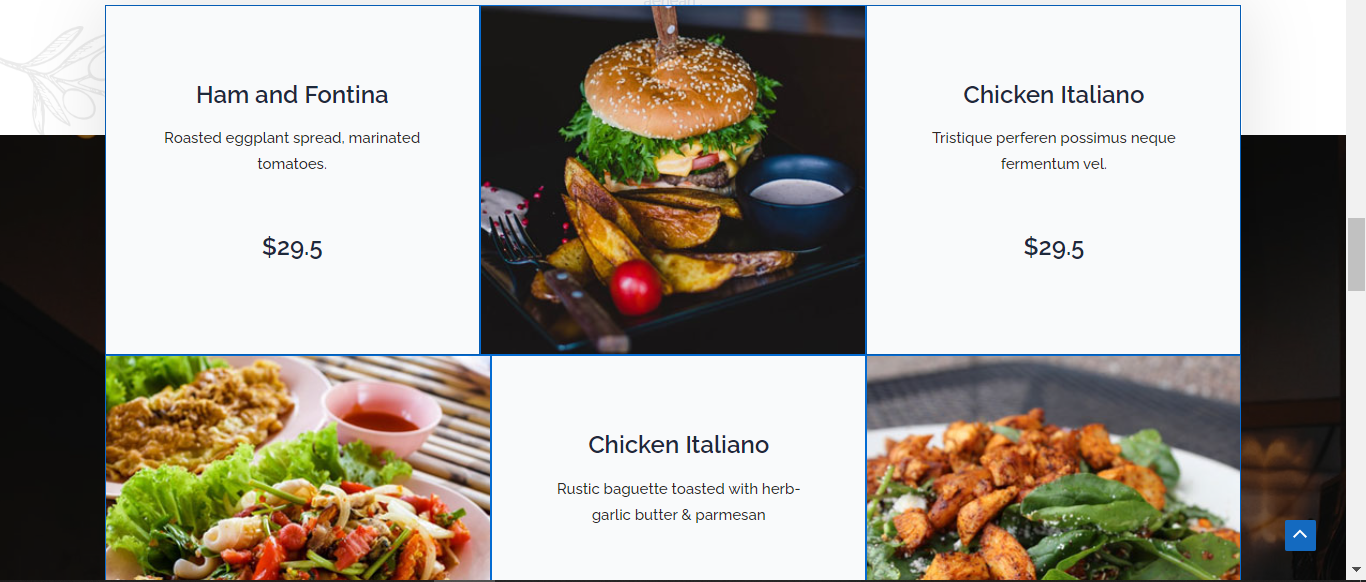 Ham and Fontina
Roasted eggplant spread, marinated
tomatoes.
$29.5
Chicken Italiano
Tristique perferen possimus neque
fermentum vel.
$29.5
Chicken Italiano
Rustic baguette toasted with herb-
garlic butter & parmesan